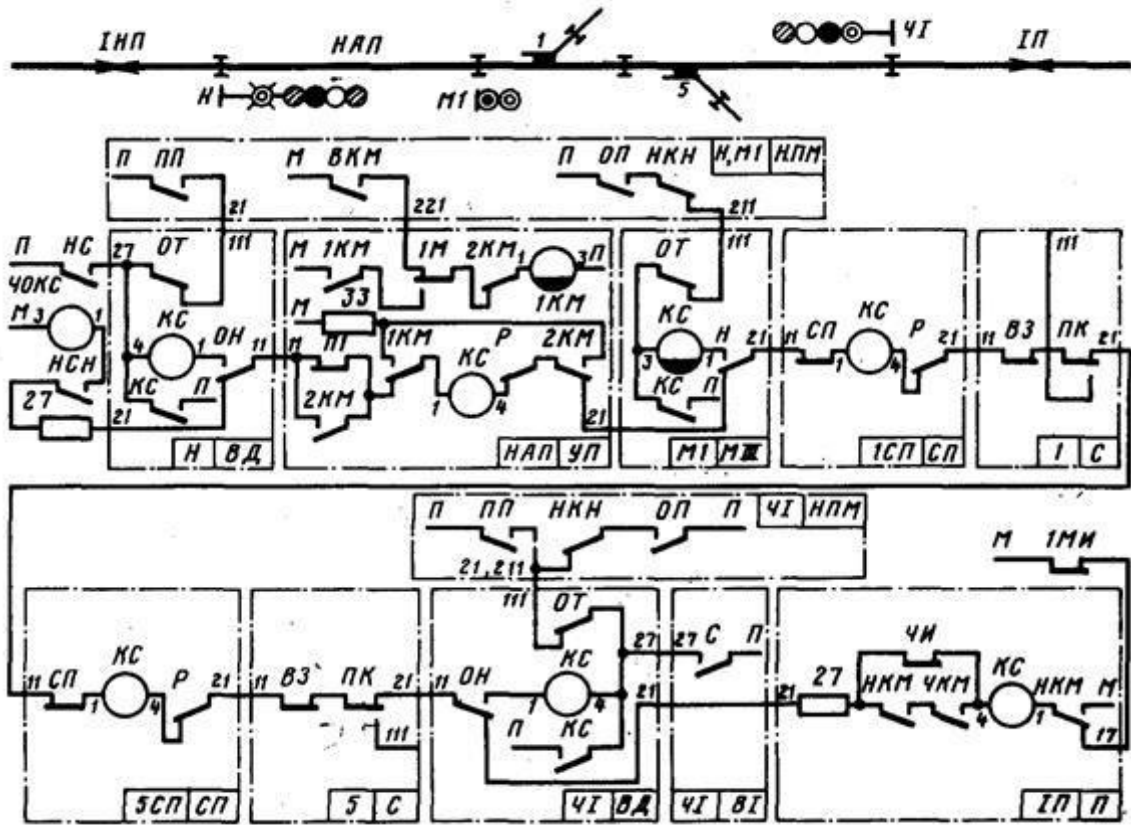 IНП НАП 1 ЧI IП
Н М1 5
П ПП М ВКМ П ОП НКН Н,М1 НПМ
21 221 211
П НС 27 ОТ 111 М 1КМ 1М 2КМ 1 3 П ОТ 111 111
ЧОКС 1КМ
М 3 1 КС М 33 1КМ Р 2КМ КС Н 21 11 СП КС Р 21 11 ВЗ ПК 21
НСН 4 1 ОН 11 11 П1 КС 3 1 1 4
27 КС П 2КМ 1 4 КС П
21 21
Н ВД НАП УП М1 МIII 1СП СП 1 С
П ПП НКН ОП П ЧI НПМ
21,211 М 1МИ
111 ОТ
11 СП КС Р 21 11 ВЗ ПК 21 11 ОН КС 27 27 С П ЧИ
1 4 1 4 21 21 27 НКМ ЧКМ КС НКМ М
111 П КС 4 1 17
5СП СП 5 С ЧI ВД ЧI ВI IП П